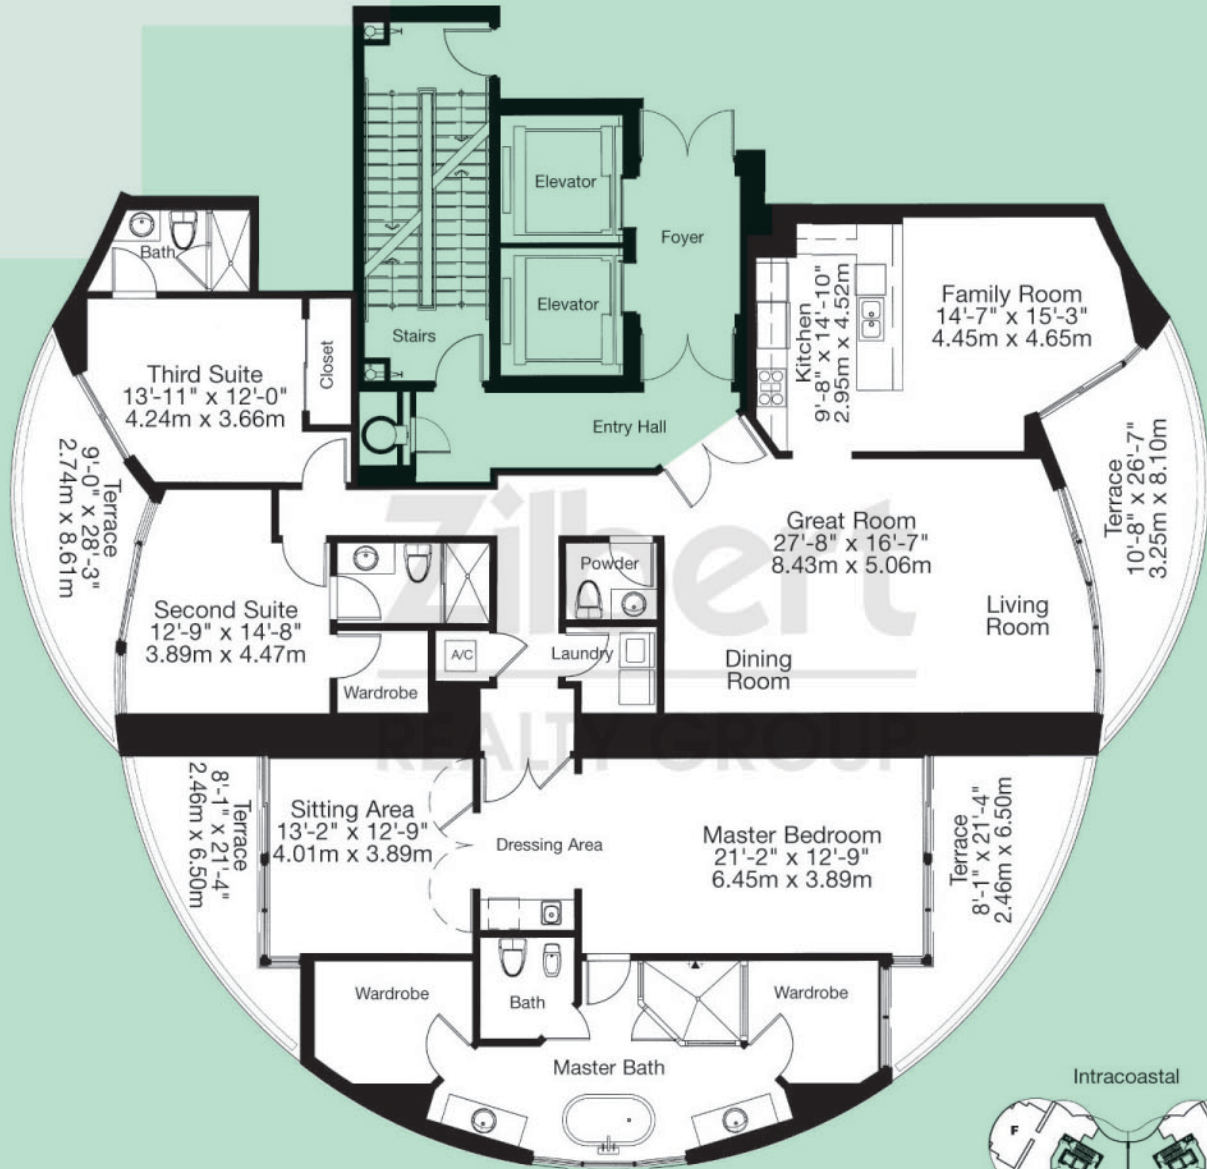 Elevator
Foyer
Elevator
Stairs
Entry Hall
Bath
Third Suite
13'-11" x 12'-0"
4.24m x 3.66m
Closet
Kitchen
9'-8" x 14'-10"
2.95m x 4.52m
Family Room
14'-7" x 15'-3"
4.45m x 4.65m
Terrace
9'-0" x 28'-3"
2.74m x 8.61m
Terrace
10'-8" x 26'-7"
3.25m x 8.10m
Zilbert
REALTY GROUP
Great Room
27'-8" x 16'-7"
8.43m x 5.06m
Powder
Second Suite
12'-9" x 14'-8"
3.89m x 4.47m
Living
Room
A/C
Laundry
Dining
Room
Wardrobe
Terrace
8'-1" x 21'-4"
2.46m x 6.50m
Sitting Area
13'-2" x 12'-9"
4.01m x 3.89m
Dressing Area
Master Bedroom
21'-2" x 12'-9"
6.45m x 3.89m
Terrace
8'-1" x 21'-4"
2.46m x 6.50m
Wardrobe
Bath
Wardrobe
Master Bath
Intracoastal
F